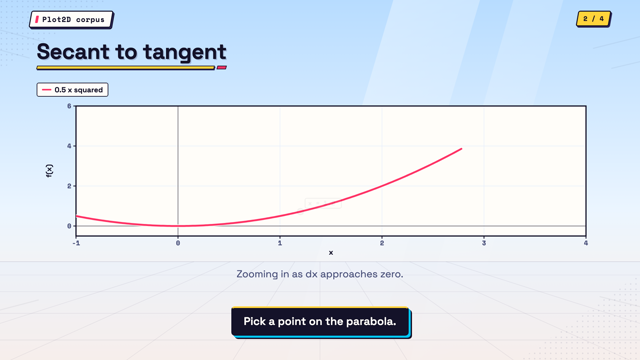 Plot2D corpus
2 / 4
Secant to tangent
0.5 x squared
6
4
2
0
f(x)
-1 0 1 2 3 4
x
Zooming in as dx approaches zero.
Pick a point on the parabola.